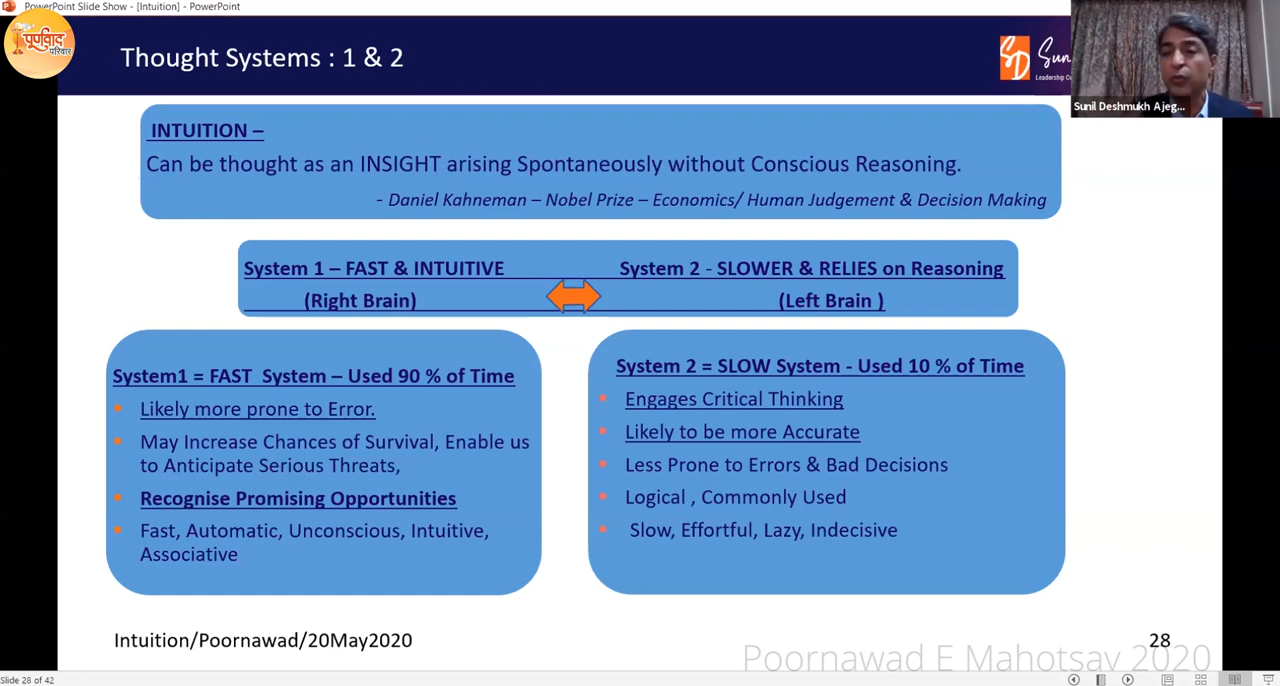 PowerPoint Slide Show - [Intuition] - PowerPoint
पूर्णवाद
परिवार
Thought Systems : 1 & 2
SD
Sun
Leadership Co
Sunil Deshmukh Ajeg...
INTUITION –
Can be thought as an INSIGHT arising Spontaneously without Conscious Reasoning.
- Daniel Kahneman – Nobel Prize – Economics/ Human Judgement & Decision Making
System 1 – FAST & INTUITIVE System 2 - SLOWER & RELIES on Reasoning
(Right Brain) (Left Brain )
System1 = FAST System – Used 90 % of Time
Likely more prone to Error.
May Increase Chances of Survival, Enable us
to Anticipate Serious Threats,
Recognise Promising Opportunities
Fast, Automatic, Unconscious, Intuitive,
Associative
System 2 = SLOW System - Used 10 % of Time
Engages Critical Thinking
Likely to be more Accurate
Less Prone to Errors & Bad Decisions
Logical , Commonly Used
Slow, Effortful, Lazy, Indecisive
Intuition/Poornawad/20May2020
28
Poornawad E Mahotsav 2020
Slide 28 of 42